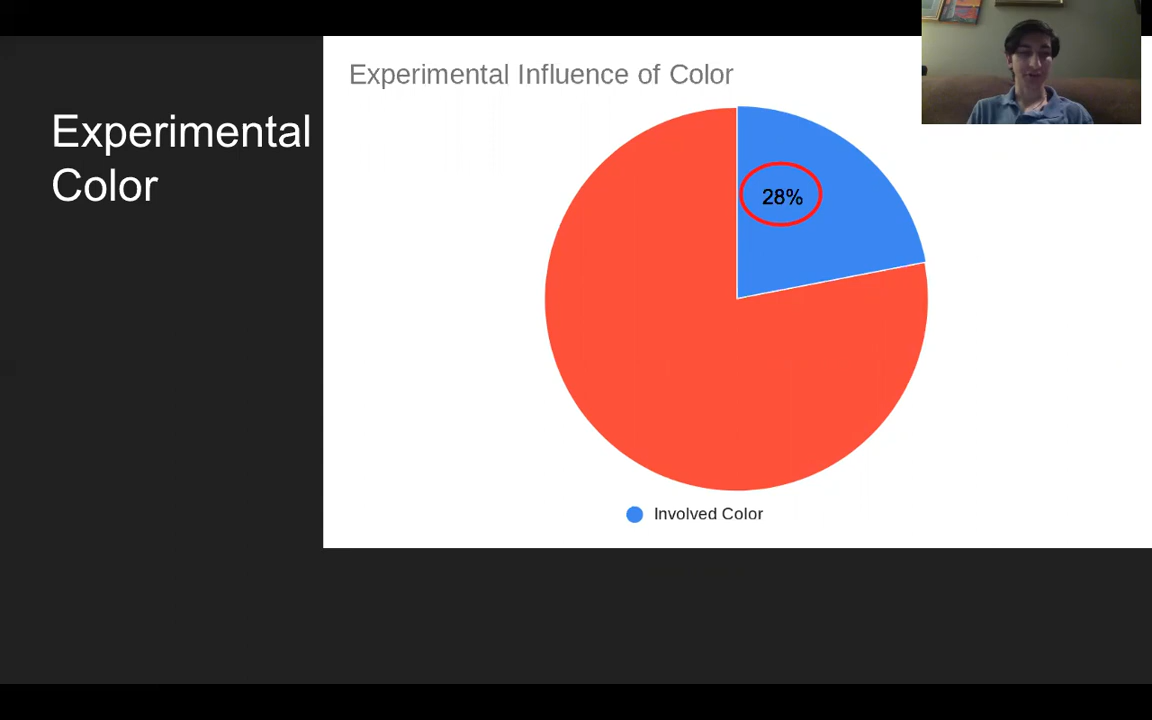 Experimental Influence of Color
Experimental
Color
28%
Involved Color